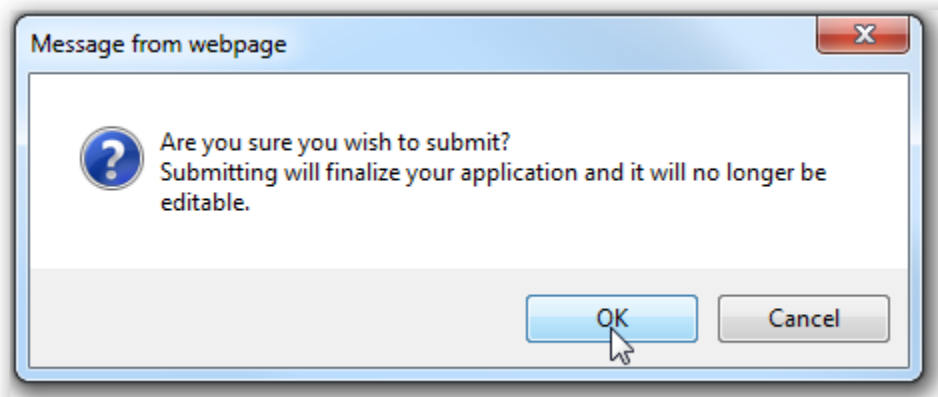 Message from webpage
Are you sure you wish to submit?
Submitting will finalize your application and it will no longer be
editable.
OK
Cancel